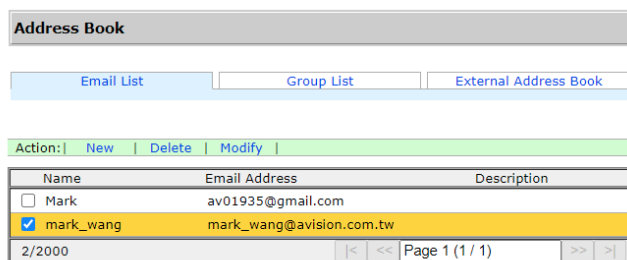 Address Book
Email List Group List External Address Book
Action:| New | Delete | Modify |
Name Email Address Description
Mark av01935@gmail.com
mark_wang mark_wang@avision.com.tw
2/2000 |< << Page 1 (1 / 1) >> >|